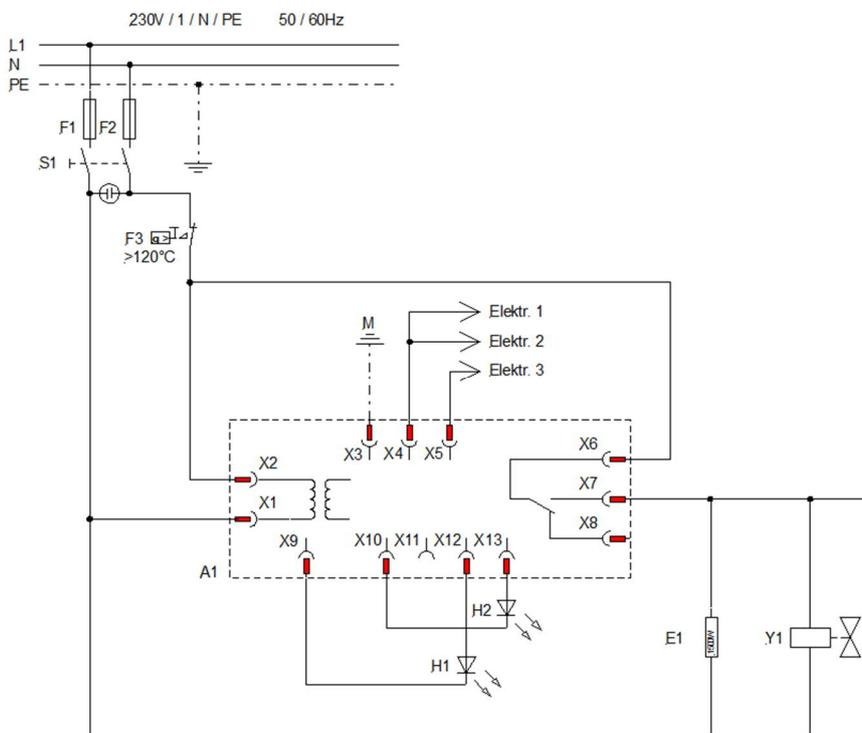 230V / 1 / N / PE 50 / 60Hz
L1
N
PE
F1 F2
S1
F3
>120°C
M
Elektr. 1
Elektr. 2
Elektr. 3
X3 X4 X5
X6
X2
X7
X1
X8
X9 X10 X11 X12 X13
A1
H2
E1
Y1
H1